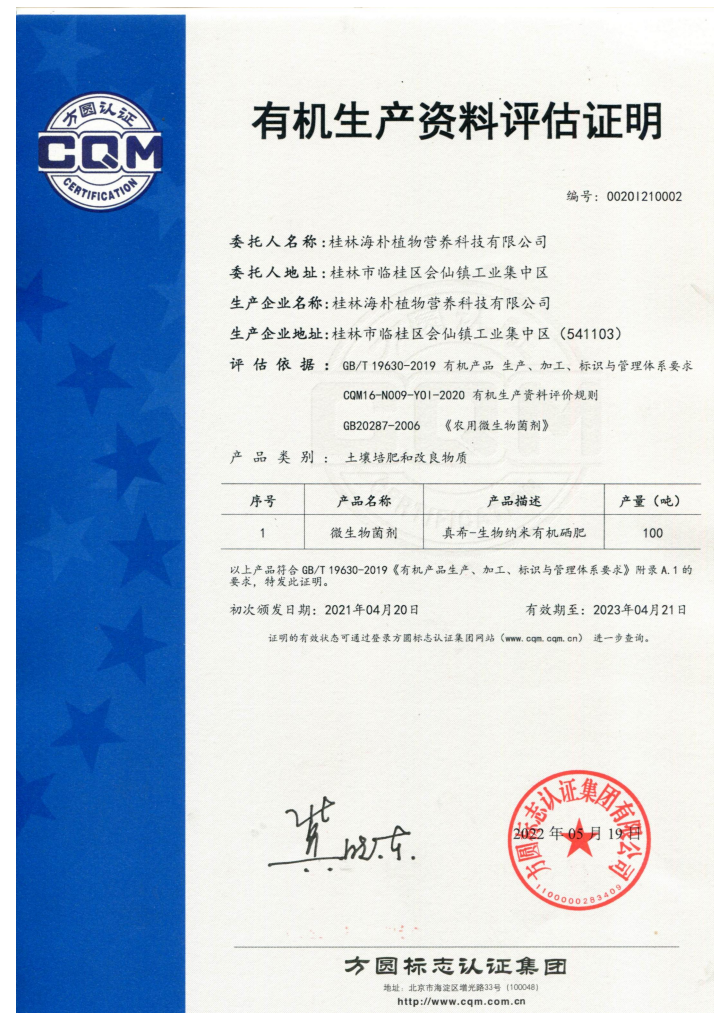 方圆认证
CQM
CERTIFICATION
有机生产资料评估证明
编号: 00201210002
委托人名称:桂林海朴植物营养科技有限公司
委托人地址:桂林市临桂区会仙镇工业集中区
生产企业名称:桂林海朴植物营养科技有限公司
生产企业地址:桂林市临桂区会仙镇工业集中区（541103）
评估依据: GB/T 19630-2019 有机产品 生产、加工、标识与管理体系要求
CQM16-N009-Y01-2020 有机生产资料评价规则
GB20287-2006 《农用微生物菌剂》
产品类别: 土壤培肥和改良物质
序号 产品名称 产品描述 产量（吨）
1 微生物菌剂 真希-生物纳米有机硒肥 100
以上产品符合 GB/T 19630-2019《有机产品生产、加工、标识与管理体系要求》附录 A.1 的
要求，特发此证明。
初次颁发日期: 2021年04月20日 有效期至: 2023年04月21日
证明的有效状态可通过登录方圆标志认证集团网站（www.cqm.cqm.cn） 进一步查询。
方圆标志认证集团有限公司
2022 年 05 月 19 日
1100000283409
方圆标志认证集团
地址: 北京市海淀区增光路33号 (100048)
http://www.cqm.com.cn